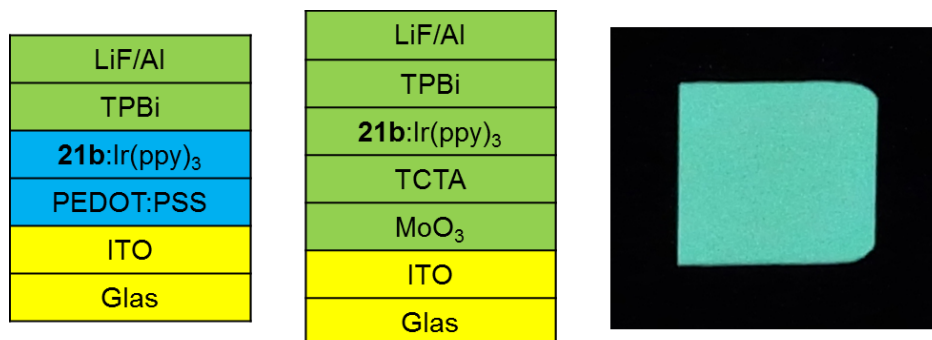 LiF/Al
TPBi
21b:Ir(ppy)₃
PEDOT:PSS
ITO
Glas
LiF/Al
TPBi
21b:Ir(ppy)₃
TCTA
MoO₃
ITO
Glas